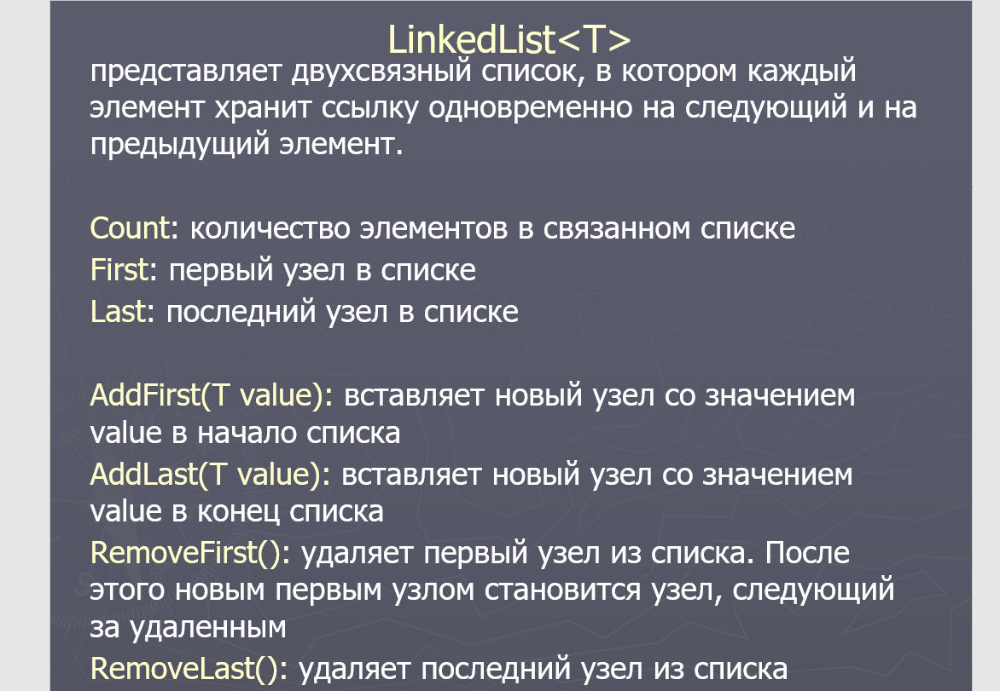 LinkedList<T>
представляет двухсвязный список, в котором каждый
элемент хранит ссылку одновременно на следующий и на
предыдущий элемент.
Count: количество элементов в связанном списке
First: первый узел в списке
Last: последний узел в списке
AddFirst(T value): вставляет новый узел со значением
value в начало списка
AddLast(T value): вставляет новый узел со значением
value в конец списка
RemoveFirst(): удаляет первый узел из списка. После
этого новым первым узлом становится узел, следующий
за удаленным
RemoveLast(): удаляет последний узел из списка